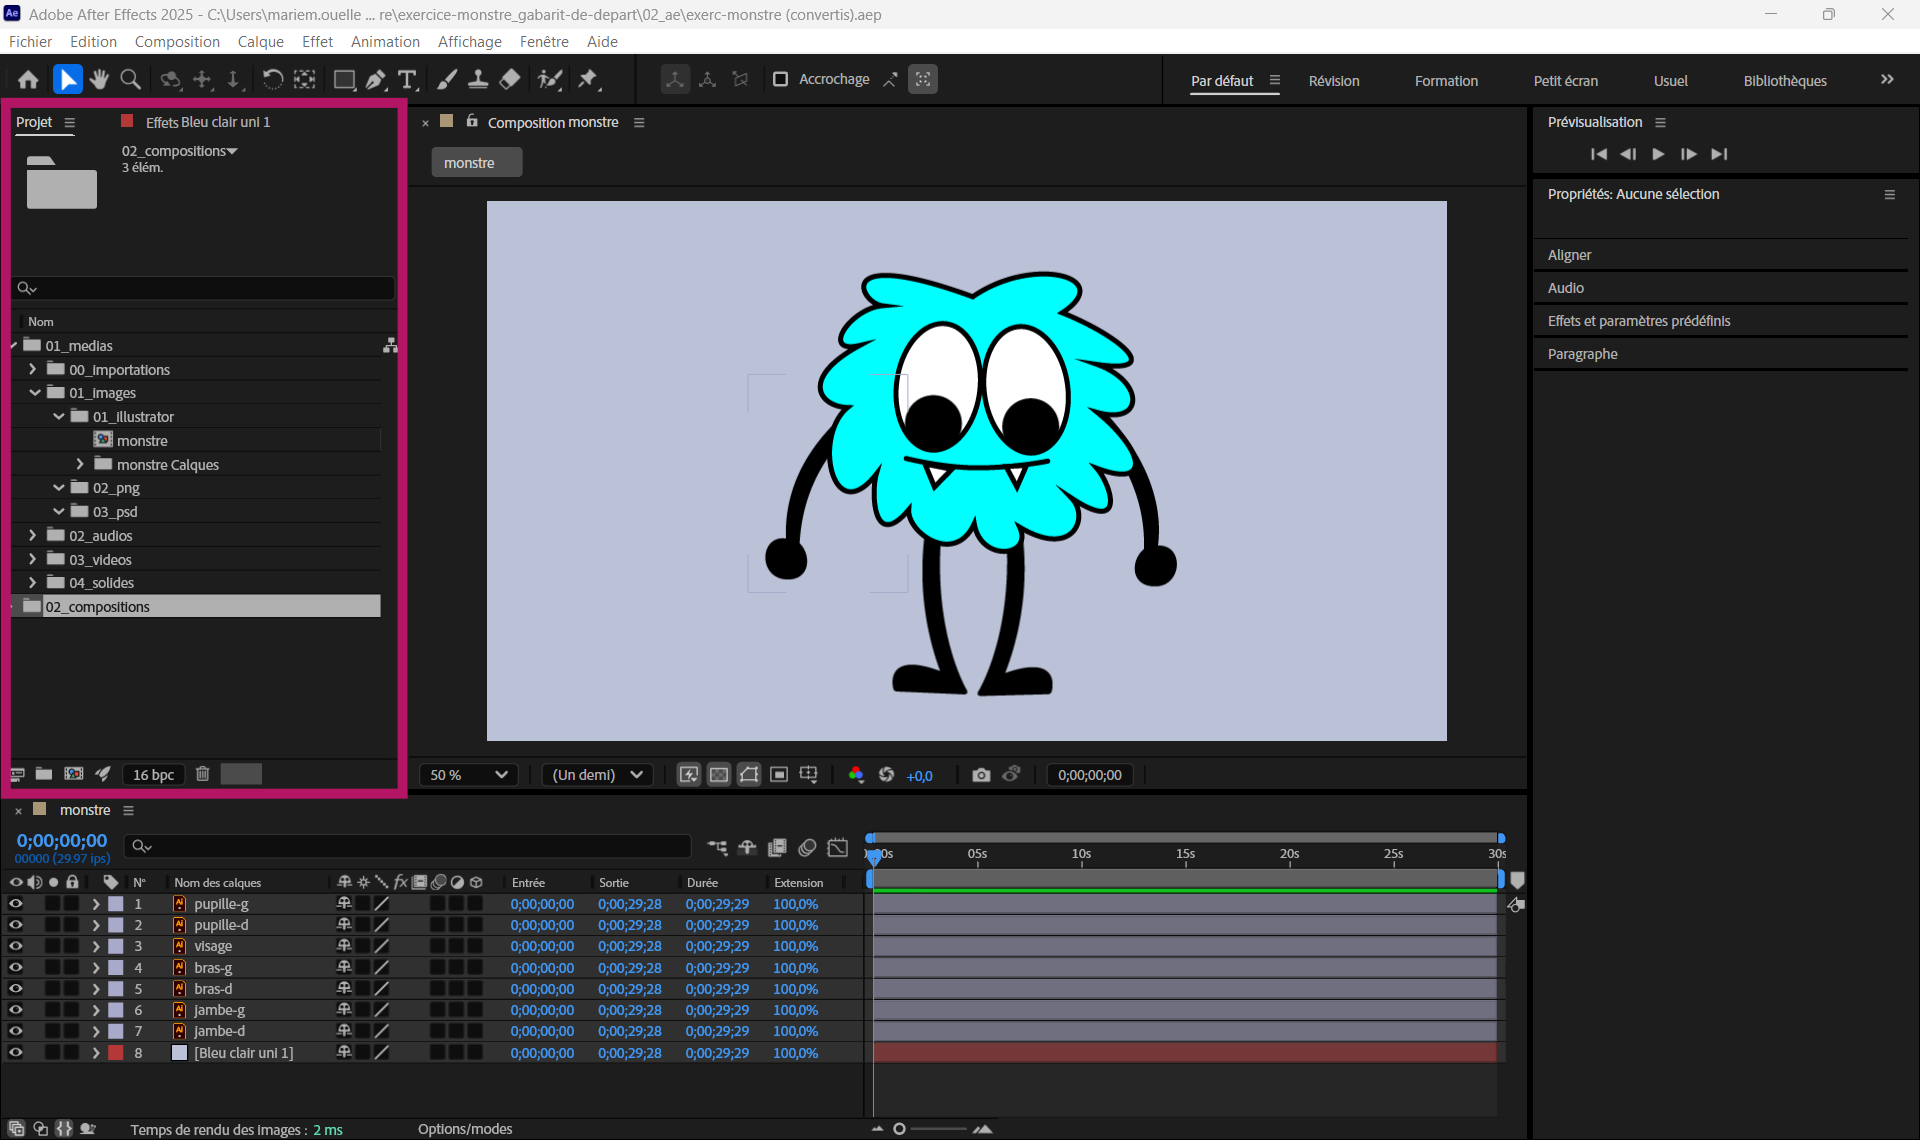 Adobe After Effects 2025 - C:\Users\mariem.ouelle ... re\exercice-monstre_gabarit-de-depart\02_ae\exerc-monstre (convertis).aep
Fichier Edition Composition Calque Effet Animation Affichage Fenêtre Aide
Accrochage
Par défaut Révision Formation Petit écran Usuel Bibliothèques
Projet Effets Bleu clair uni 1
02_compositions
3 élém.
Composition monstre
monstre
Prévisualisation
Propriétés: Aucune sélection
Aligner
Audio
Effets et paramètres prédéfinis
Paragraphe
Nom
01_medias
00_importations
01_images
01_illustrator
monstre
monstre Calques
02_png
03_psd
02_audios
03_videos
04_solides
02_compositions
16 bpc
50 % (Un demi) +0,0 0;00;00;00
monstre
0;00;00;00
00000 (29.97 ips)
00s 05s 10s 15s 20s 25s 30s
N° Nom des calques Entrée Sortie Durée Extension
1 pupille-g 0;00;00;00 0;00;29;28 0;00;29;29 100,0%
2 pupille-d 0;00;00;00 0;00;29;28 0;00;29;29 100,0%
3 visage 0;00;00;00 0;00;29;28 0;00;29;29 100,0%
4 bras-g 0;00;00;00 0;00;29;28 0;00;29;29 100,0%
5 bras-d 0;00;00;00 0;00;29;28 0;00;29;29 100,0%
6 jambe-g 0;00;00;00 0;00;29;28 0;00;29;29 100,0%
7 jambe-d 0;00;00;00 0;00;29;28 0;00;29;29 100,0%
8 [Bleu clair uni 1] 0;00;00;00 0;00;29;28 0;00;29;29 100,0%
Temps de rendu des images : 2 ms Options/modes